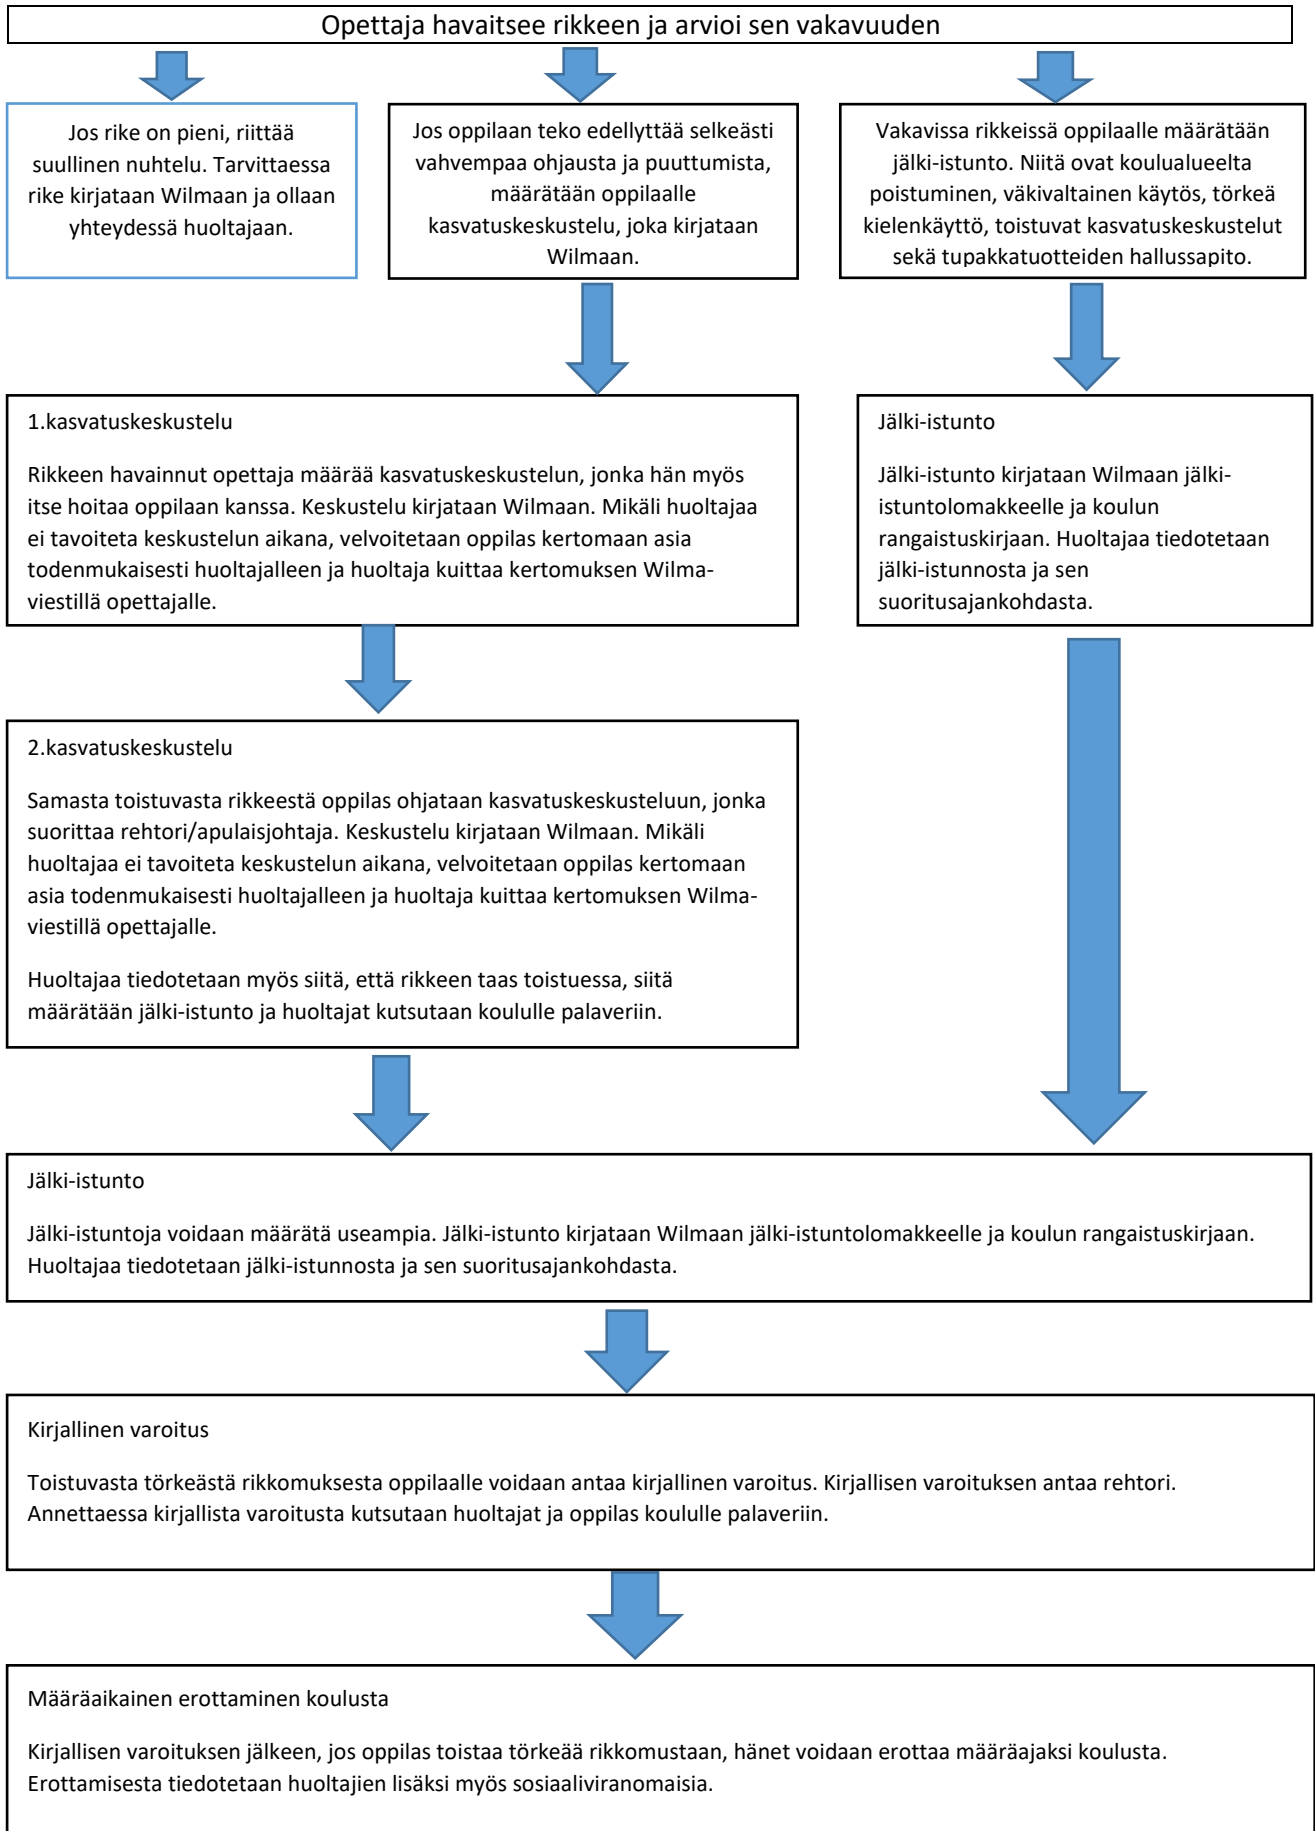 Opettaja havaitsee rikkeen ja arvioi sen vakavuuden
Jos rike on pieni, riittää
suullinen nuhtelu. Tarvittaessa
rike kirjataan Wilmaan ja ollaan
yhteydessä huoltajaan.
Jos oppilaan teko edellyttää selkeästi
vahvempaa ohjausta ja puuttumista,
määrätään oppilaalle
kasvatuskeskustelu, joka kirjataan
Wilmaan.
Vakavissa rikkeissä oppilaalle määrätään
jälki-istunto. Niitä ovat koulualueelta
poistuminen, väkivaltainen käytös, törkeä
kielenkäyttö, toistuvat kasvatuskeskustelut
sekä tupakkatuotteiden hallussapito.
1.kasvatuskeskustelu
Rikkeen havainnut opettaja määrää kasvatuskeskustelun, jonka hän myös
itse hoitaa oppilaan kanssa. Keskustelu kirjataan Wilmaan. Mikäli huoltajaa
ei tavoiteta keskustelun aikana, velvoitetaan oppilas kertomaan asia
todenmukaisesti huoltajalleen ja huoltaja kuittaa kertomuksen Wilma-
viestillä opettajalle.
Jälki-istunto
Jälki-istunto kirjataan Wilmaan jälki-
istuntolomakkeelle ja koulun
rangaistuskirjaan. Huoltajaa tiedotetaan
jälki-istunnosta ja sen
suoritusajankohdasta.
2.kasvatuskeskustelu
Samasta toistuvasta rikkeestä oppilas ohjataan kasvatuskeskusteluun, jonka
suorittaa rehtori/apulaisjohtaja. Keskustelu kirjataan Wilmaan. Mikäli
huoltajaa ei tavoiteta keskustelun aikana, velvoitetaan oppilas kertomaan
asia todenmukaisesti huoltajalleen ja huoltaja kuittaa kertomuksen Wilma-
viestillä opettajalle.
Huoltajaa tiedotetaan myös siitä, että rikkeen taas toistuessa, siitä
määrätään jälki-istunto ja huoltajat kutsutaan koululle palaveriin.
Jälki-istunto
Jälki-istuntoja voidaan määrätä useampia. Jälki-istunto kirjataan Wilmaan jälki-istuntolomakkeelle ja koulun rangaistuskirjaan.
Huoltajaa tiedotetaan jälki-istunnosta ja sen suoritusajankohdasta.
Kirjallinen varoitus
Toistuvasta törkeästä rikkomuksesta oppilaalle voidaan antaa kirjallinen varoitus. Kirjallisen varoituksen antaa rehtori.
Annettaessa kirjallista varoitusta kutsutaan huoltajat ja oppilas koululle palaveriin.
Määräaikainen erottaminen koulusta
Kirjallisen varoituksen jälkeen, jos oppilas toistaa törkeää rikkomustaan, hänet voidaan erottaa määräajaksi koulusta.
Erottamisesta tiedotetaan huoltajien lisäksi myös sosiaaliviranomaisia.